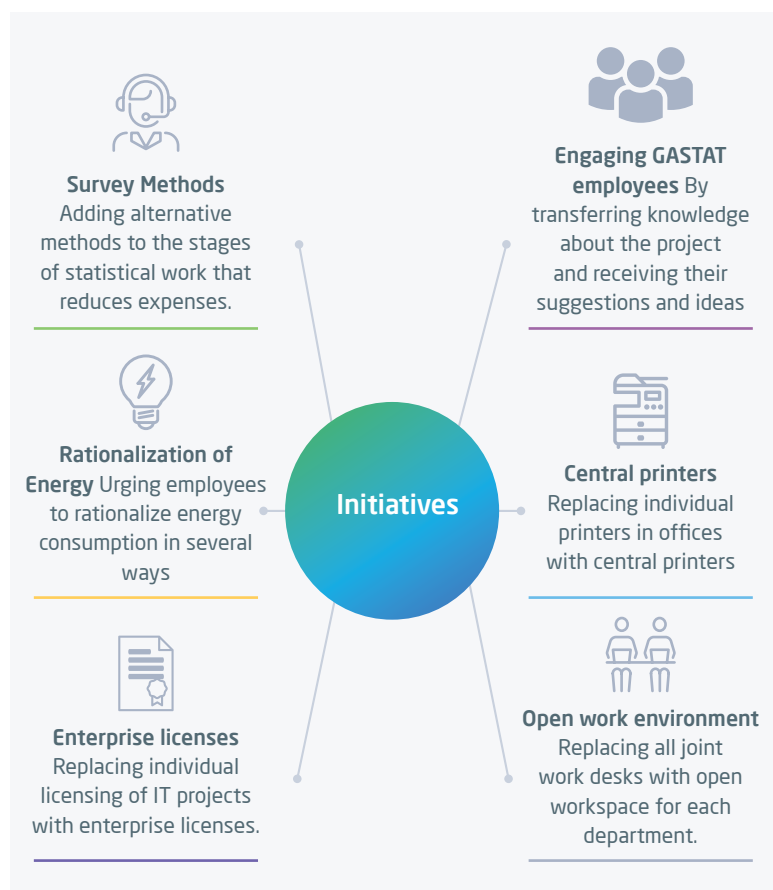 Survey Methods
Adding alternative
methods to the stages
of statistical work that
reduces expenses.
Engaging GASTAT
employees By
transferring knowledge
about the project
and receiving their
suggestions and ideas
Rationalization of
Energy Urging employees
to rationalize energy
consumption in several
ways
Initiatives
Central printers
Replacing individual
printers in offices
with central printers
Enterprise licenses
Replacing individual
licensing of IT projects
with enterprise licenses.
Open work environment
Replacing all joint
work desks with open
workspace for each
department.